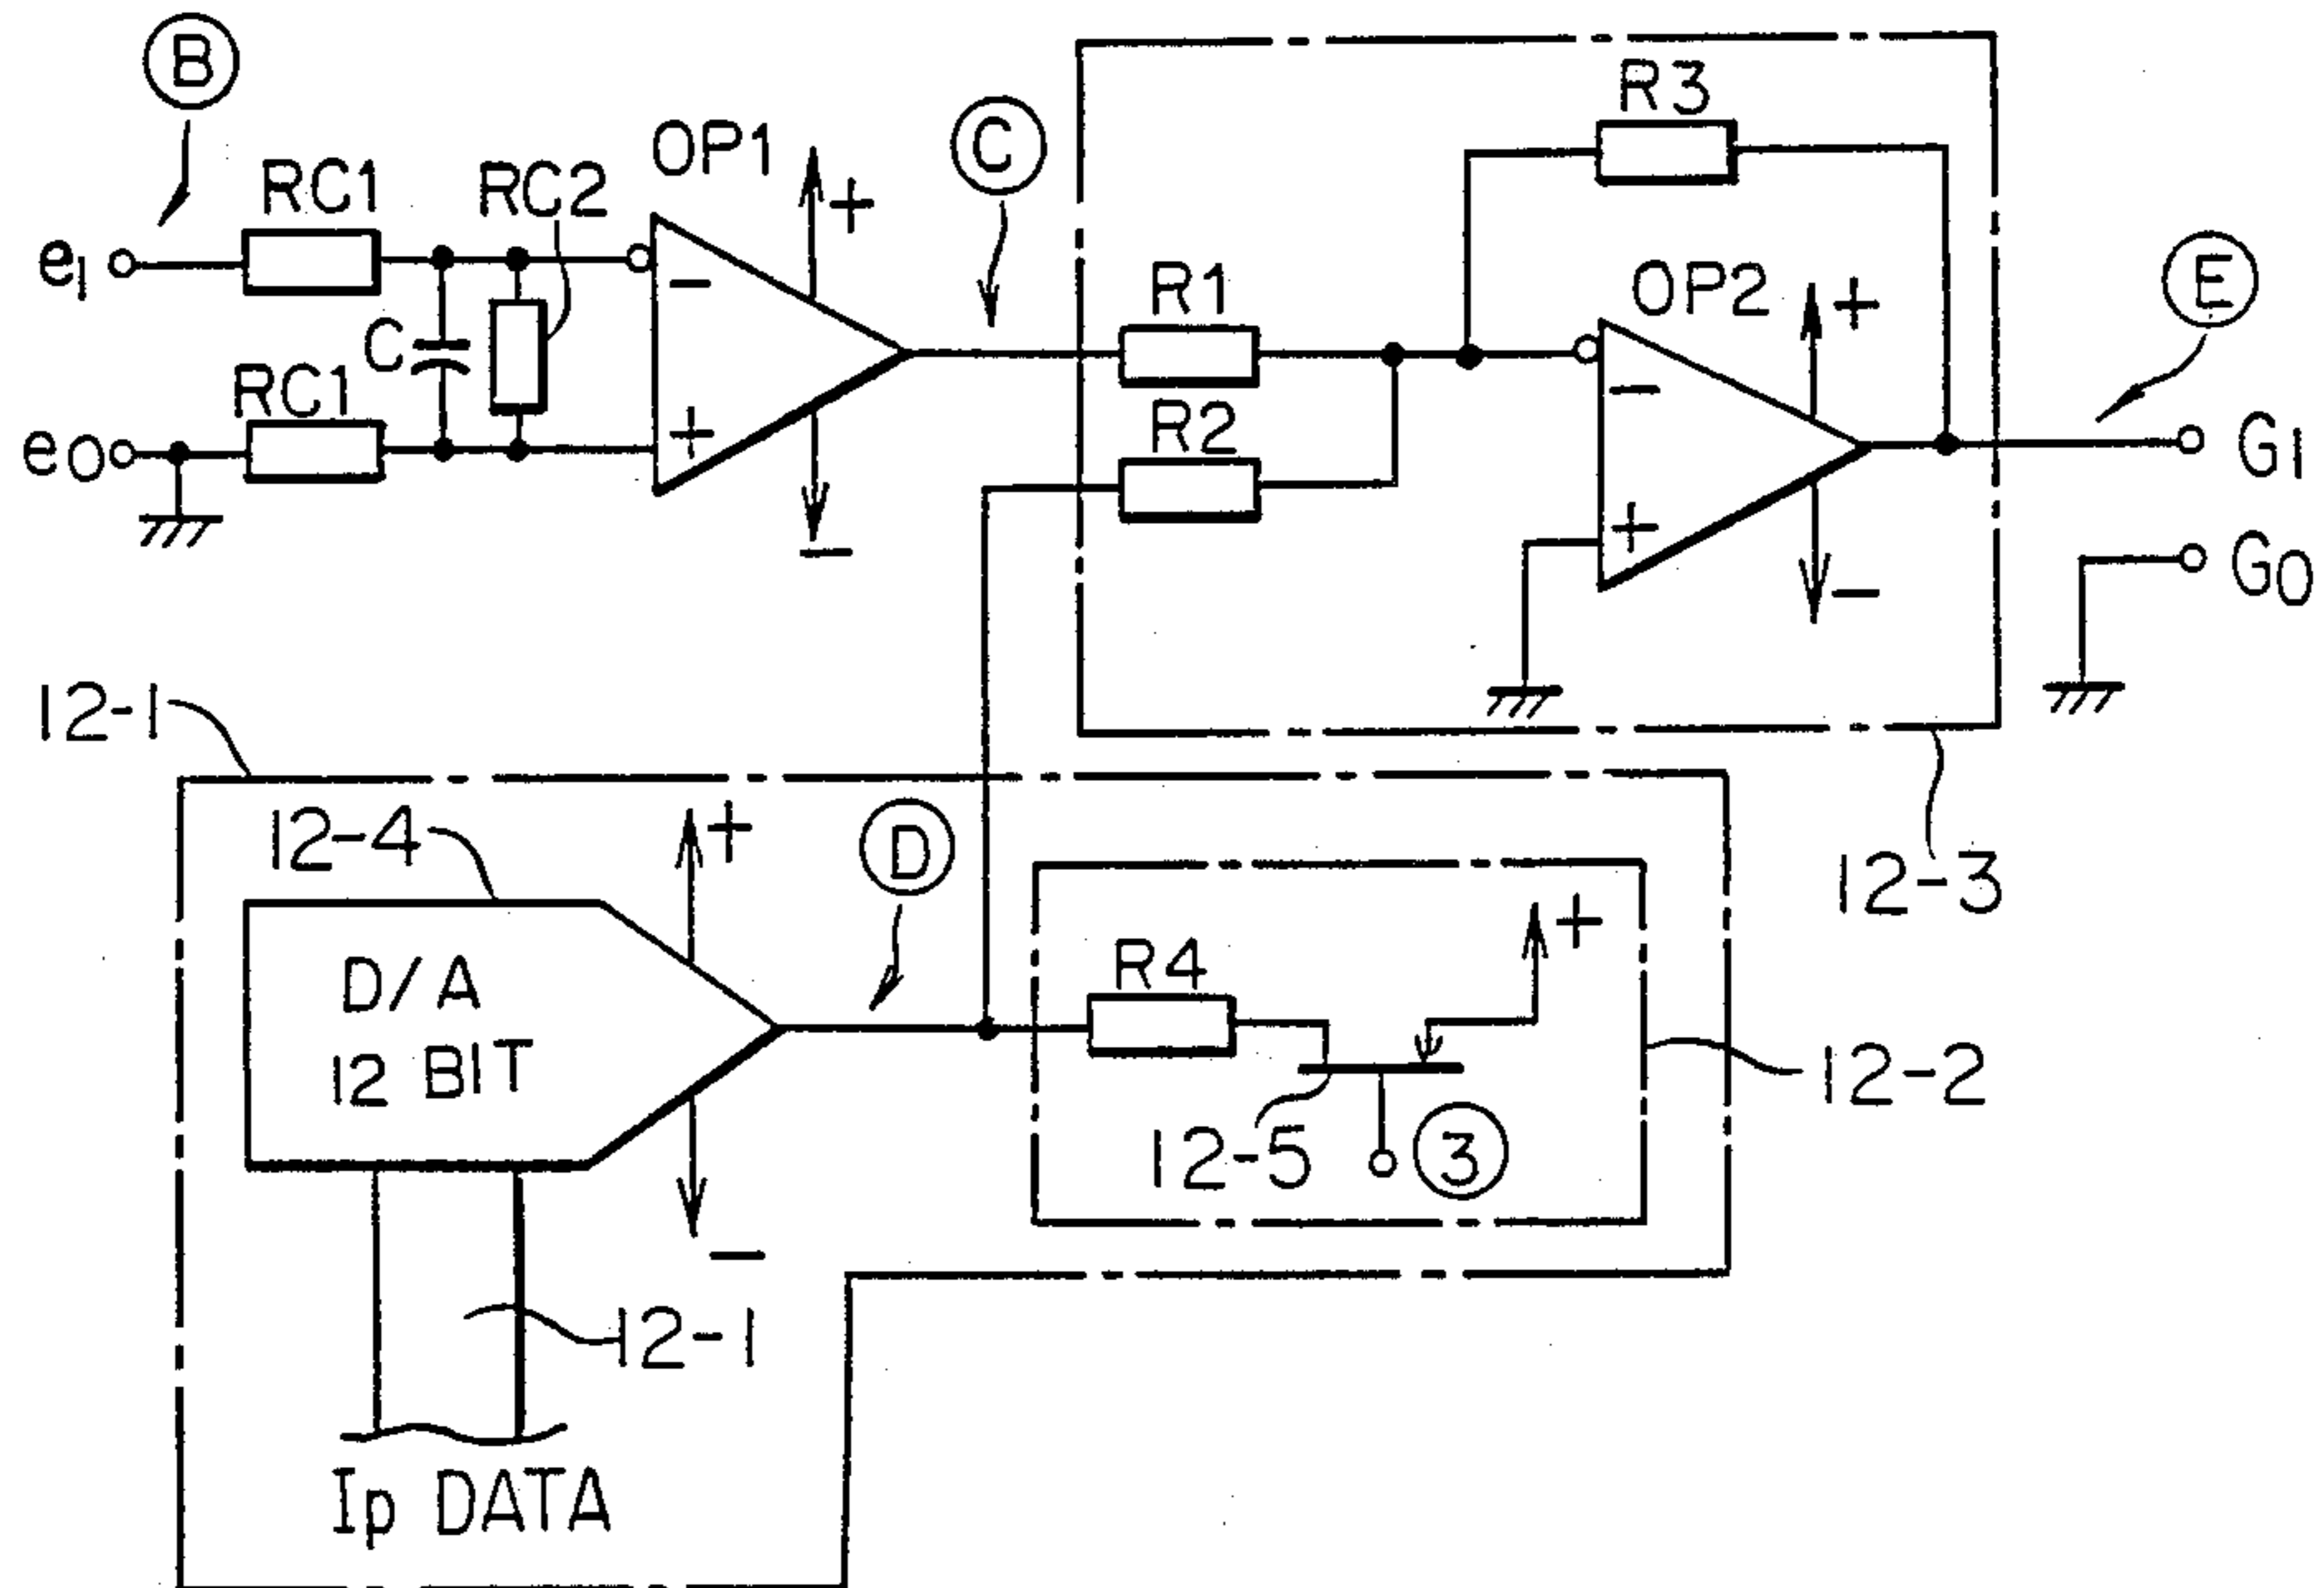 B
C
E
OP1
RC1
RC2
+
−
+
−
e1
C
RC1
e0
R3
R1
R2
OP2
+
−
+
−
G1
G0
12-1
12-4
+
D/A
12 BIT
−
D
R4
+
12-5
3
12-2
12-3
12-1
Ip DATA